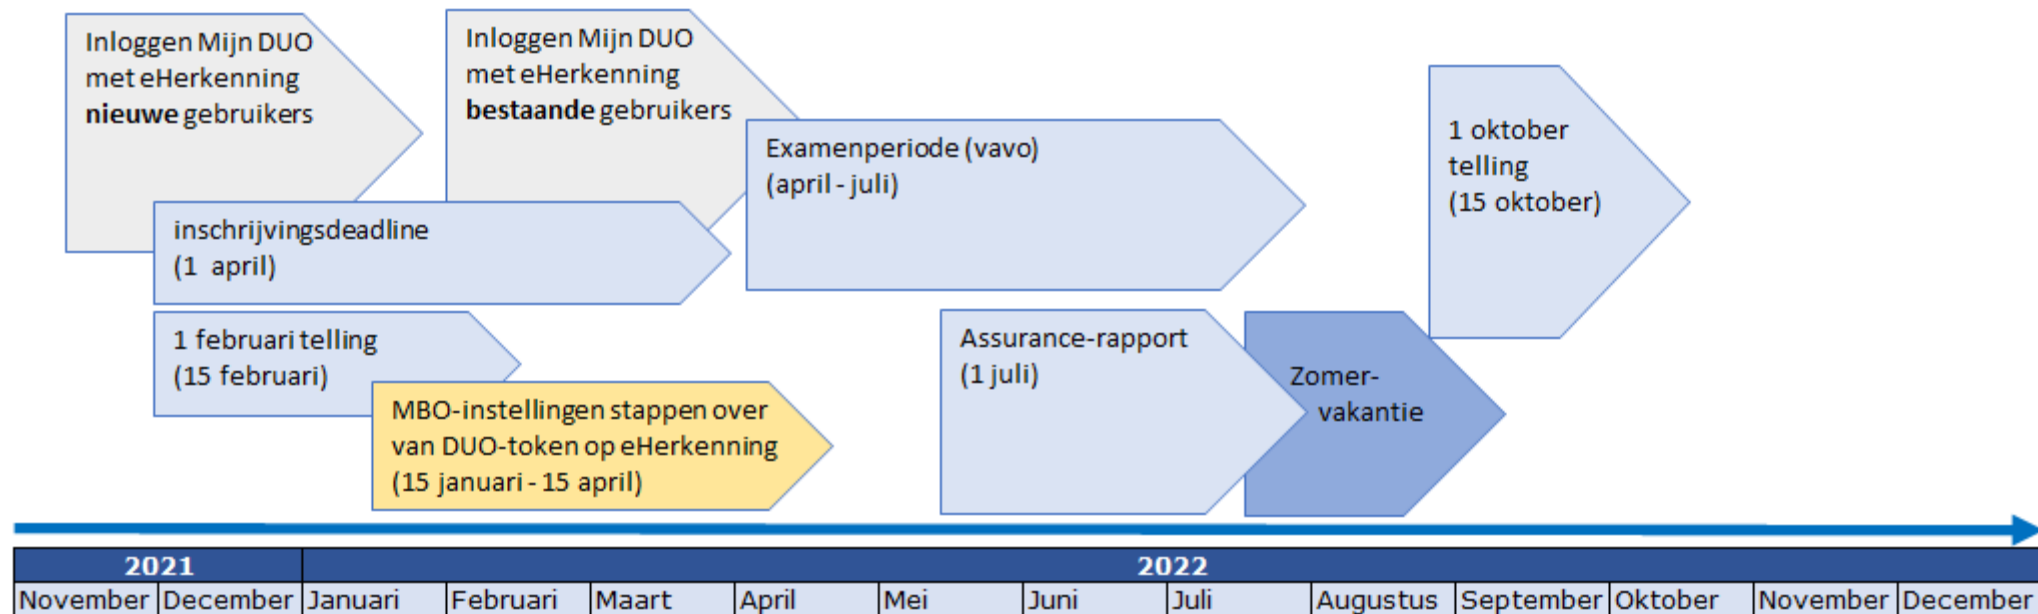 Inloggen Mijn DUO
met eHerkenning
nieuwe gebruikers
Inloggen Mijn DUO
met eHerkenning
bestaande gebruikers
Examenperiode (vavo)
(april - juli)
1 oktober
telling
(15 oktober)
inschrijvingsdeadline
(1 april)
1 februari telling
(15 februari)
MBO-instellingen stappen over
van DUO-token op eHerkenning
(15 januari - 15 april)
Assurance-rapport
(1 juli)
Zomer-
vakantie
2021 2022
November December Januari Februari Maart April Mei Juni Juli Augustus September Oktober November December